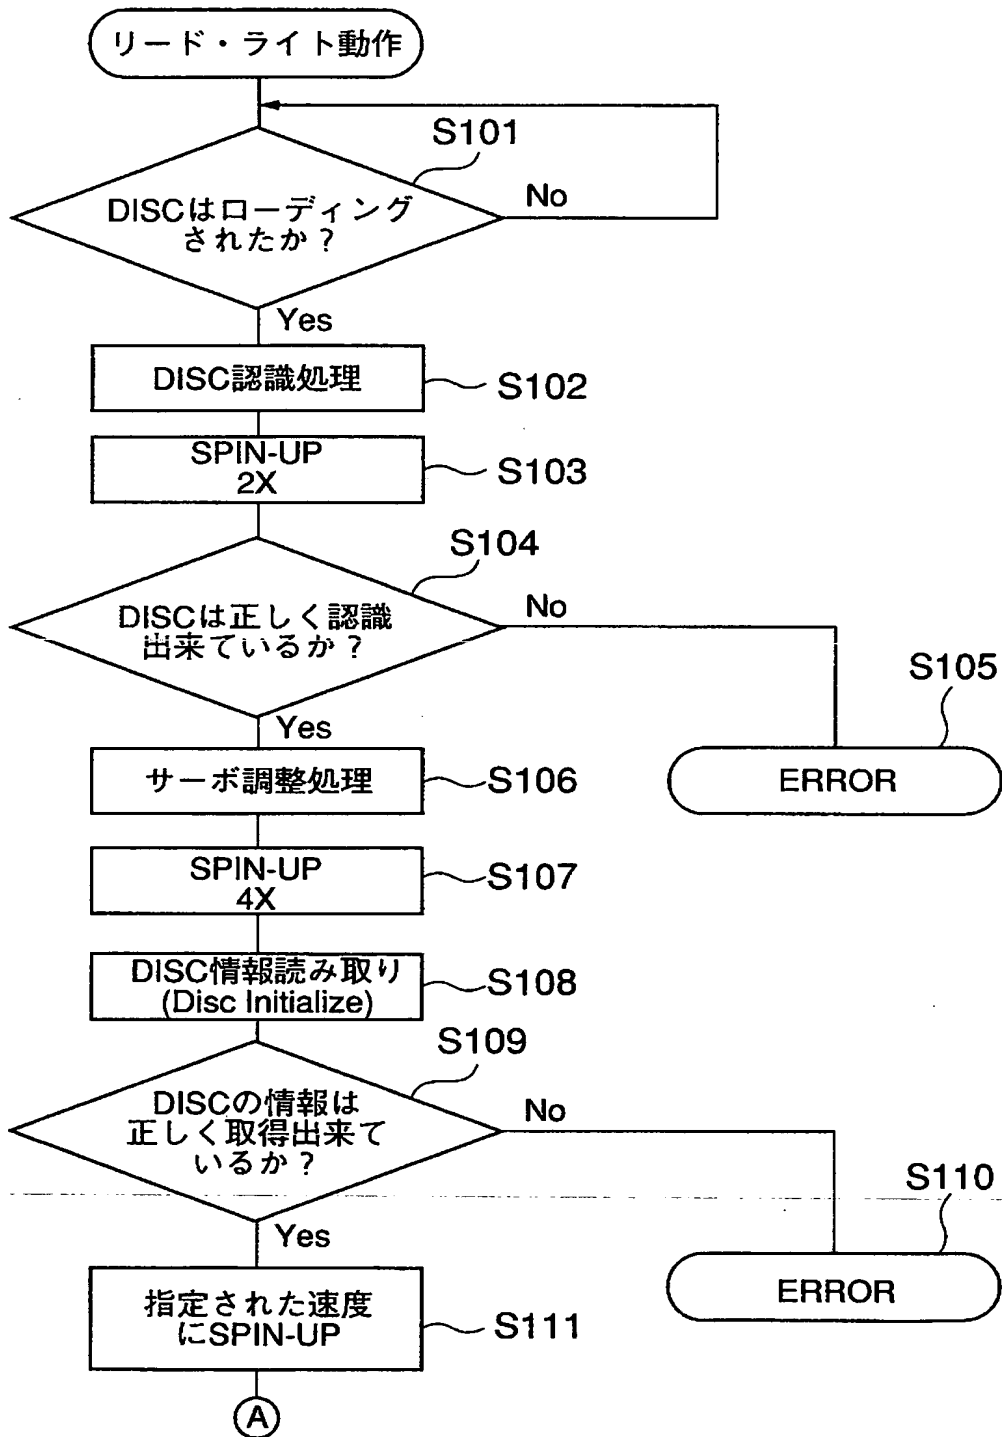 リード・ライト動作
S101
DISCはローディング
されたか？
No
Yes
DISC認識処理
S102
SPIN-UP
2X
S103
S104
DISCは正しく認識
出来ているか？
No
S105
Yes
ERROR
サーボ調整処理
S106
SPIN-UP
4X
S107
DISC情報読み取り
(Disc Initialize)
S108
S109
DISCの情報は
正しく取得出来て
いるか？
No
S110
Yes
ERROR
指定された速度
にSPIN-UP
S111
A